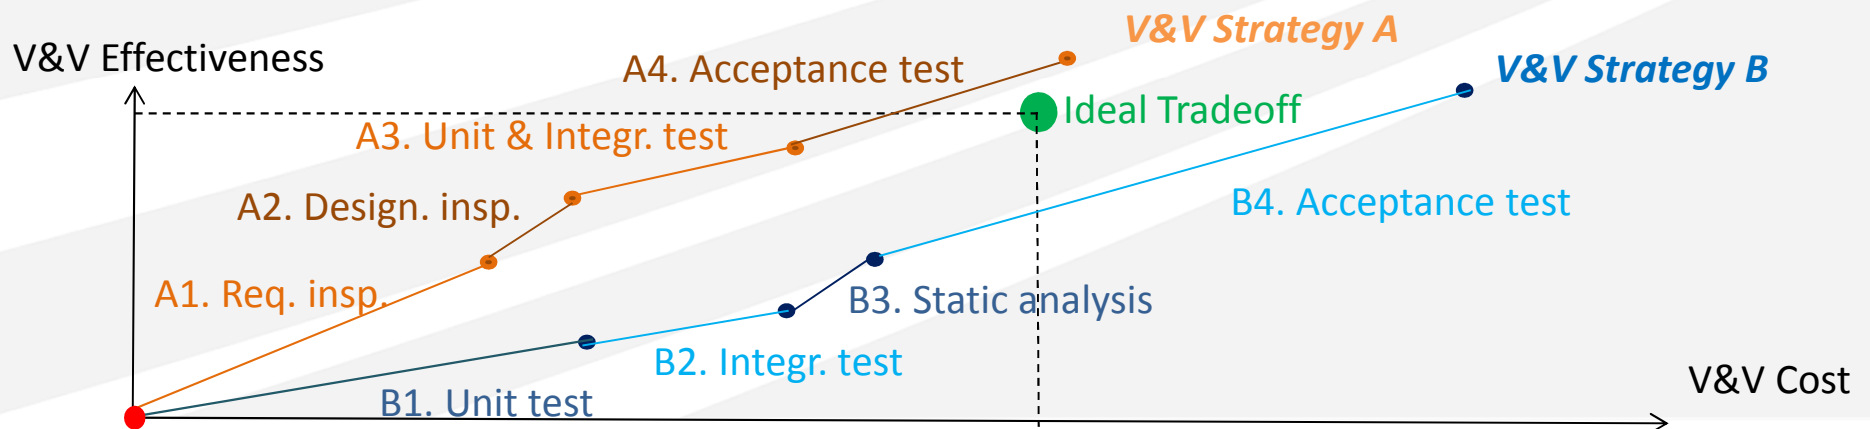 V&V Strategy A
V&V Effectiveness
A4. Acceptance test
V&V Strategy B
Ideal Tradeoff
A3. Unit & Integr. test
A2. Design. insp.
B4. Acceptance test
A1. Req. insp.
B3. Static analysis
B2. Integr. test
V&V Cost
B1. Unit test